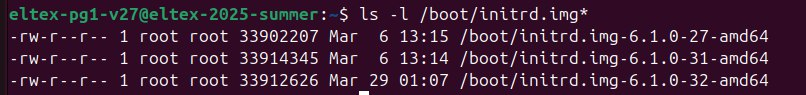 eltex-pg1-v27@eltex-2025-summer:~$ ls -l /boot/initrd.img*
-rw-r--r-- 1 root root 33902207 Mar  6 13:15 /boot/initrd.img-6.1.0-27-amd64
-rw-r--r-- 1 root root 33914345 Mar  6 13:14 /boot/initrd.img-6.1.0-31-amd64
-rw-r--r-- 1 root root 33912626 Mar 29 01:07 /boot/initrd.img-6.1.0-32-amd64